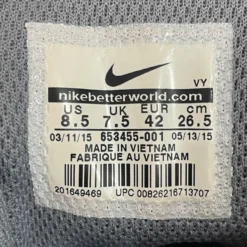 VY
nikebetterworld.com
US UK EUR cm
8.5 7.5 42 26.5
03/11/15 653455-001 05/13/15
MADE IN VIETNAM
FABRIQUE AU VIETNAM
201649469 UPC 00826216713707